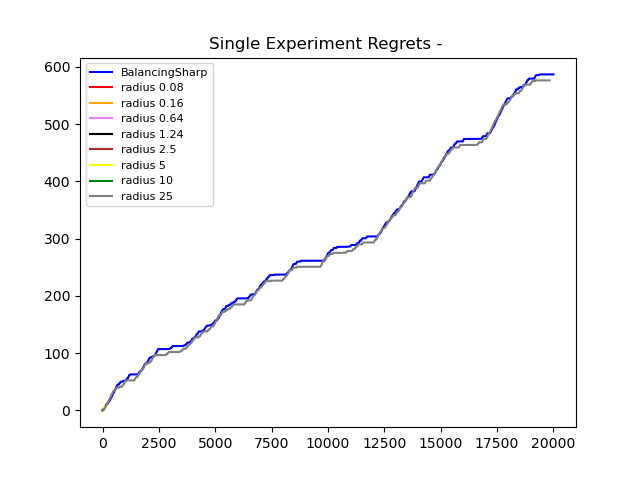 Single Experiment Regrets -
600
500
400
300
200
100
0
BalancingSharp
radius 0.08
radius 0.16
radius 0.64
radius 1.24
radius 2.5
radius 5
radius 10
radius 25
0 2500 5000 7500 10000 12500 15000 17500 20000